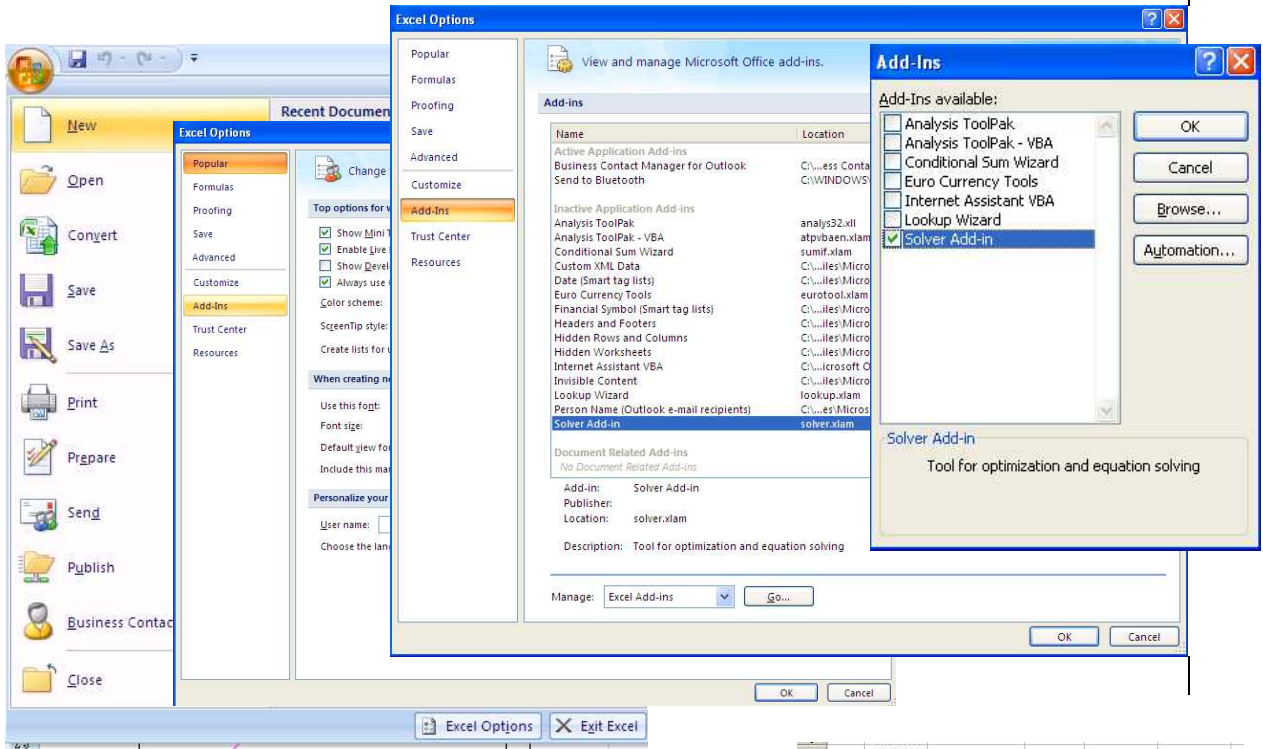 New
Open
Convert
Save
Save As
Print
Prepare
Send
Publish
Business Contac
Close
Recent Documen
Excel Options
Exit Excel
Excel Options
Popular
Formulas
Proofing
Save
Advanced
Customize
Add-Ins
Trust Center
Resources
Change
Top options for w
Show Mini T
Enable Live
Show Devel
Always use
Color scheme:
ScreenTip style:
Create lists for u
When creating ne
Use this font:
Font size:
Default view for
Include this man
Personalize your
User name:
Choose the lang
OK
Cancel
Excel Options
Popular
Formulas
Proofing
Save
Advanced
Customize
Add-Ins
Trust Center
Resources
View and manage Microsoft Office add-ins.
Add-ins
Name Location
Active Application Add-ins
Business Contact Manager for Outlook C:\...ess Conta
Send to Bluetooth C:\WINDOWS\
Inactive Application Add-ins
Analysis ToolPak analys32.xll
Analysis ToolPak - VBA atpvbaen.xlam
Conditional Sum Wizard sumif.xlam
Custom XML Data C:\...iles\Micro
Date (Smart tag lists) C:\...iles\Micro
Euro Currency Tools eurotool.xlam
Financial Symbol (Smart tag lists) C:\...iles\Micro
Headers and Footers C:\...iles\Micro
Hidden Rows and Columns C:\...iles\Micro
Hidden Worksheets C:\...iles\Micro
Internet Assistant VBA C:\...icrosoft O
Invisible Content C:\...iles\Micro
Lookup Wizard lookup.xlam
Person Name (Outlook e-mail recipients) C:\...es\Micros
Solver Add-in solver.xlam
Document Related Add-ins
No Document Related Add-ins
Add-in: Solver Add-in
Publisher:
Location: solver.xlam
Description: Tool for optimization and equation solving
Manage: Excel Add-ins Go...
OK
Cancel
Add-Ins
Add-Ins available:
Analysis ToolPak
Analysis ToolPak - VBA
Conditional Sum Wizard
Euro Currency Tools
Internet Assistant VBA
Lookup Wizard
Solver Add-in
OK
Cancel
Browse...
Automation...
Solver Add-in
Tool for optimization and equation solving